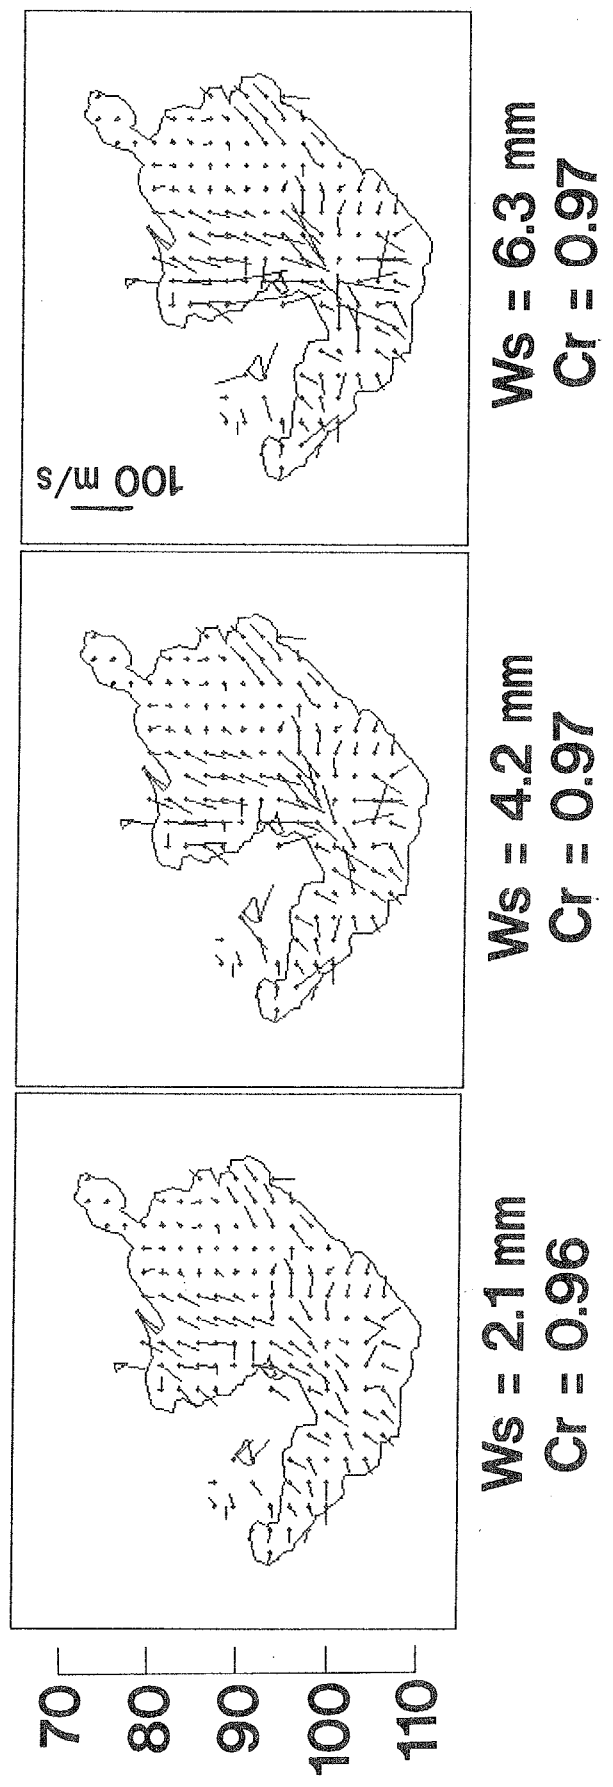 100 m/s
Ws = 6.3 mm
Cr = 0.97
Ws = 4.2 mm
Cr = 0.97
Ws = 2.1 mm
Cr = 0.96
70
80
90
100
110